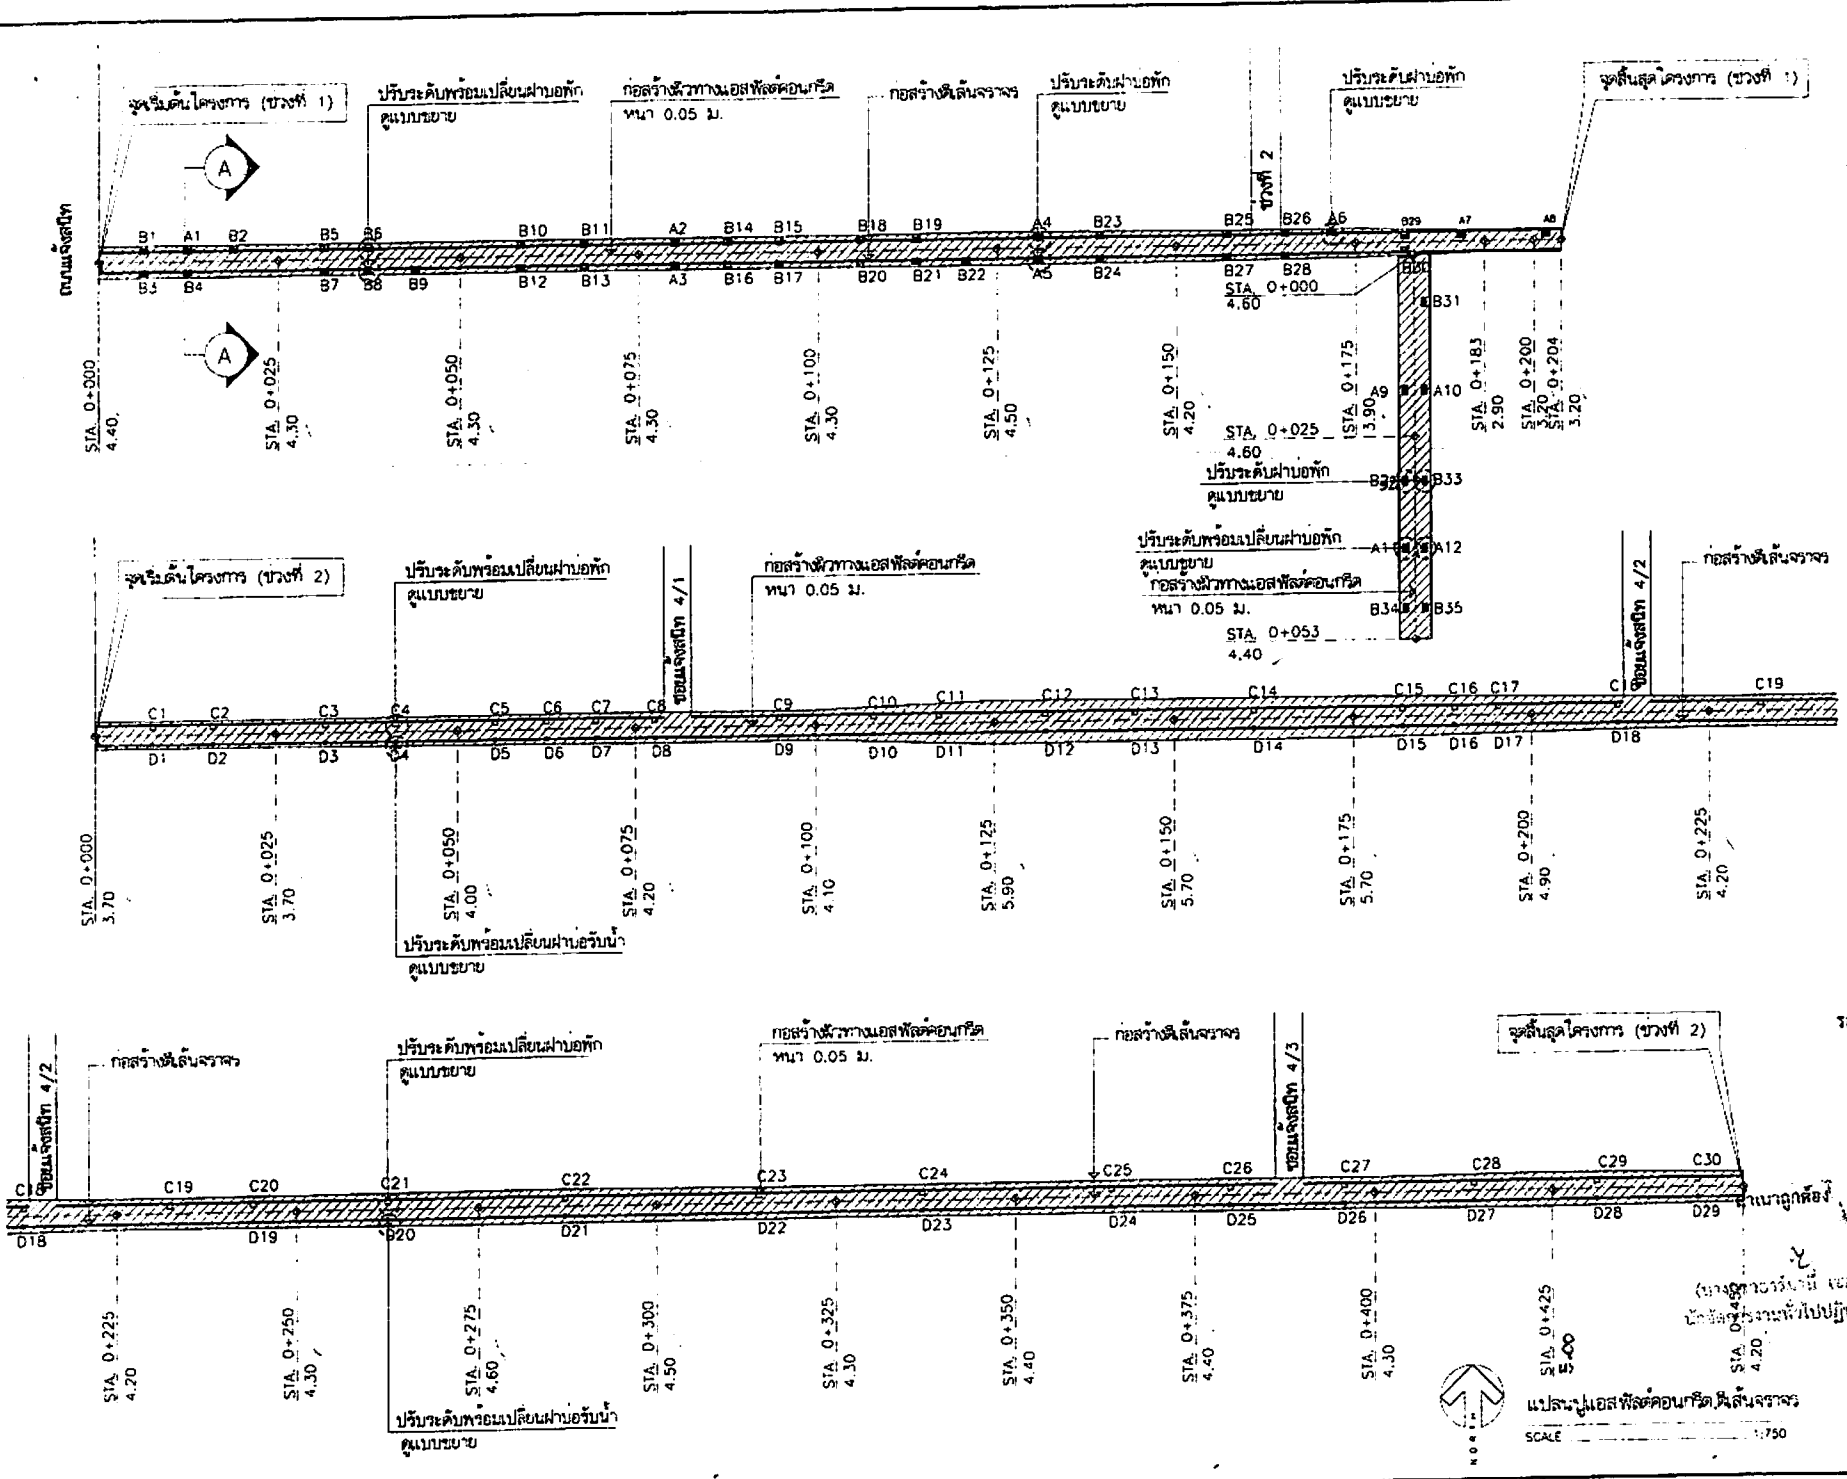 จุดเริ่มต้นโครงการ (ช่วงที่ 1)
ปรับระดับพร้อมเปลี่ยนฝาบ่อพัก
ดูแบบขยาย
ก่อสร้างผิวทางแอสฟัลต์คอนกรีต
หนา 0.05 ม.
ก่อสร้างตีเส้นจราจร
ปรับระดับฝาบ่อพัก
ดูแบบขยาย
ช่วงที่ 2
ปรับระดับฝาบ่อพัก
ดูแบบขยาย
จุดสิ้นสุดโครงการ (ช่วงที่ 1)
A
A
ถนนแจ้งสนิท
B1 A1 B2 B5 B6 B10 B11 A2 B14 B15 B18 B19 A4 B23 B25 B26 A6 B29 A7 A8
B3 B4 B7 B8 B9 B12 B13 A3 B16 B17 B20 B21 B22 A5 B24 B27 B28 B30
STA. 0+000
4.60
B31
A9 A10
STA. 0+025
4.60
ปรับระดับฝาบ่อพัก
ดูแบบขยาย
B33
ปรับระดับพร้อมเปลี่ยนฝาบ่อพัก
ดูแบบขยาย
A11 A12
ก่อสร้างผิวทางแอสฟัลต์คอนกรีต
หนา 0.05 ม.
B34 B35
STA. 0+053
4.40
STA. 0+000
4.40
STA. 0+025
4.30
STA. 0+050
4.30
STA. 0+075
4.30
STA. 0+100
4.30
STA. 0+125
4.50
STA. 0+150
4.20
STA. 0+175
3.90
STA. 0+183
2.90
STA. 0+200
3.20
STA. 0+204
3.20
จุดเริ่มต้นโครงการ (ช่วงที่ 2)
ปรับระดับพร้อมเปลี่ยนฝาบ่อพัก
ดูแบบขยาย
ซอยแจ้งสนิท 4/1
ก่อสร้างผิวทางแอสฟัลต์คอนกรีต
หนา 0.05 ม.
ซอยแจ้งสนิท 4/2
ก่อสร้างตีเส้นจราจร
C1 C2 C3 C4 C5 C6 C7 C8 C9 C10 C11 C12 C13 C14 C15 C16 C17 C18 C19
D1 D2 D3 D4 D5 D6 D7 D8 D9 D10 D11 D12 D13 D14 D15 D16 D17 D18
STA. 0+000
3.70
STA. 0+025
3.70
STA. 0+050
4.00
STA. 0+075
4.20
STA. 0+100
4.10
STA. 0+125
5.90
STA. 0+150
5.70
STA. 0+175
5.70
STA. 0+200
4.90
STA. 0+225
4.20
ปรับระดับพร้อมเปลี่ยนฝาบ่อรับน้ำ
ดูแบบขยาย
ซอยแจ้งสนิท 4/2
ก่อสร้างตีเส้นจราจร
ปรับระดับพร้อมเปลี่ยนฝาบ่อพัก
ดูแบบขยาย
ก่อสร้างผิวทางแอสฟัลต์คอนกรีต
หนา 0.05 ม.
ก่อสร้างตีเส้นจราจร
ซอยแจ้งสนิท 4/3
จุดสิ้นสุดโครงการ (ช่วงที่ 2)
C18 C19 C20 C21 C22 C23 C24 C25 C26 C27 C28 C29 C30
D18 D19 D20 D21 D22 D23 D24 D25 D26 D27 D28 D29
สำเนาถูกต้อง
STA. 0+225
4.20
STA. 0+250
4.30
STA. 0+275
4.60
STA. 0+300
4.50
STA. 0+325
4.30
STA. 0+350
4.40
STA. 0+375
4.40
STA. 0+400
4.30
STA. 0+425
5.00
4.20
ปรับระดับพร้อมเปลี่ยนฝาบ่อรับน้ำ
ดูแบบขยาย
NORTH
แปลนปูแอสฟัลต์คอนกรีต,ตีเส้นจราจร
SCALE 1:750